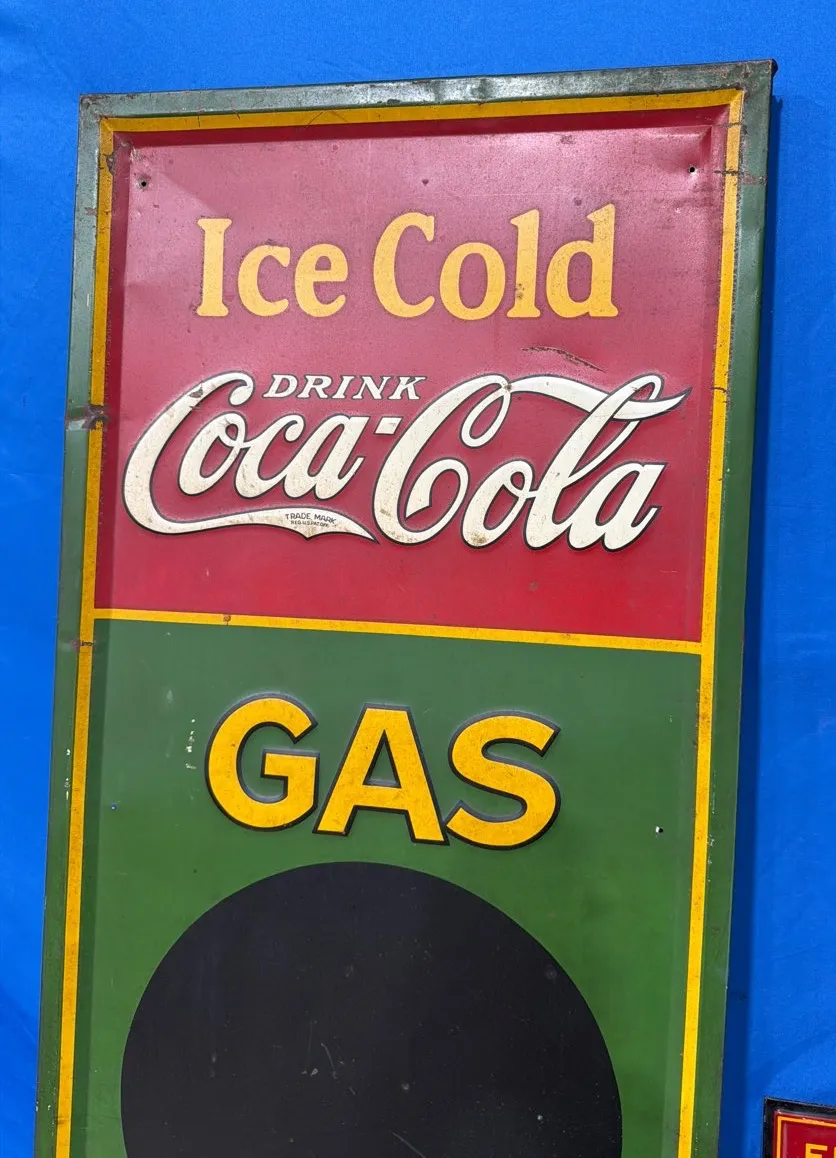 Ice Cold
DRINK
Coca-Cola
TRADE MARK
REG. U.S. PAT. OFF.
GAS